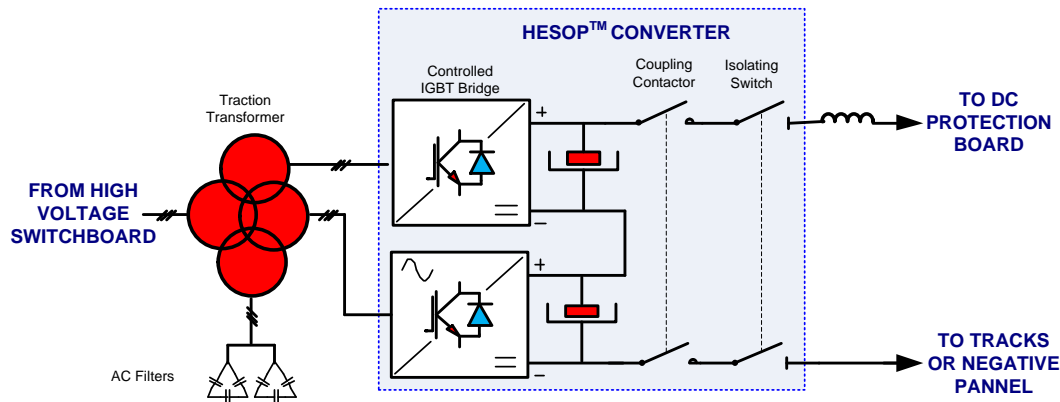 HESOP™ CONVERTER
Controlled
IGBT Bridge
Coupling
Contactor
Isolating
Switch
Traction
Transformer
+
TO DC
PROTECTION
BOARD
FROM HIGH
VOLTAGE
SWITCHBOARD
−
+
−
TO TRACKS
OR NEGATIVE
PANNEL
AC Filters